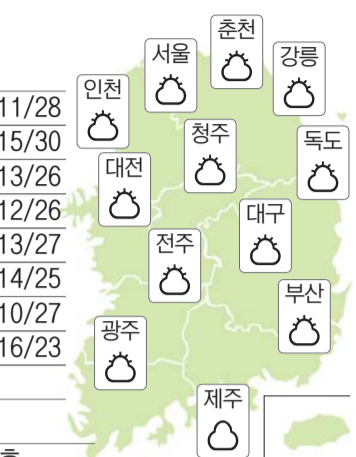 춘천
서울
강릉
인천
청주
독도
대전
대구
전주
부산
광주
제주
11/28
15/30
13/26
12/26
13/27
14/25
10/27
16/23